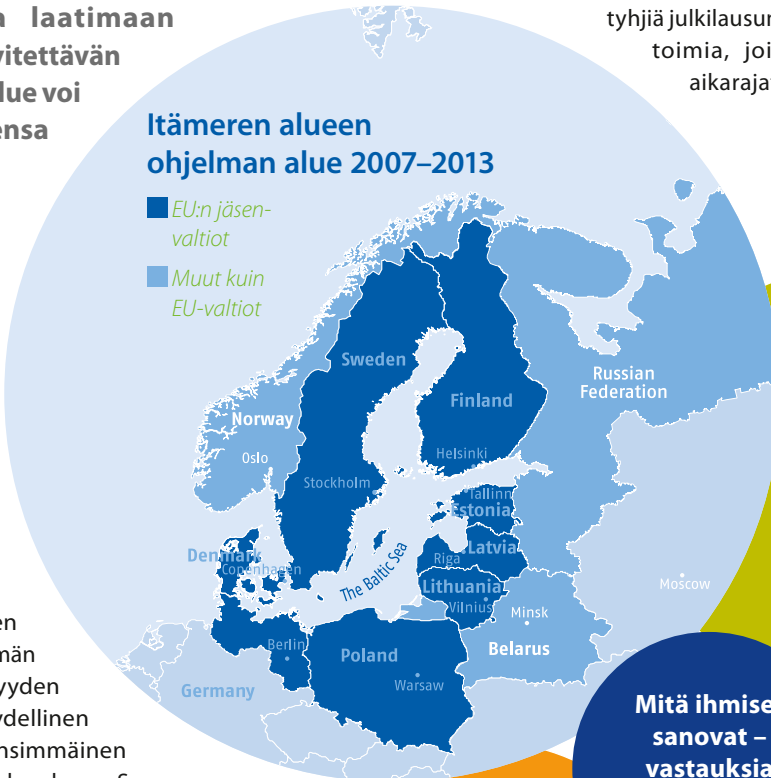 laatimaan
vitettävän
lue voi
ensa
tyhjiä julkilausun
toimia, joi
aikaraja
Itämeren alueen
ohjelman alue 2007–2013
EU:n jäsen-
valtiot
Muut kuin
EU-valtiot
Sweden
Finland
Russian
Federation
Norway
Oslo
Helsinki
Stockholm
Tallinn
Estonia
Denmark
Copenhagen
The Baltic Sea
Riga
Latvia
Lithuania
Vilnius
Moscow
Minsk
Belarus
Berlin
Poland
Warsaw
Germany
en
män
yyden
ydellinen
nsimmäinen
Mitä ihmise
sanovat –
vastauksia